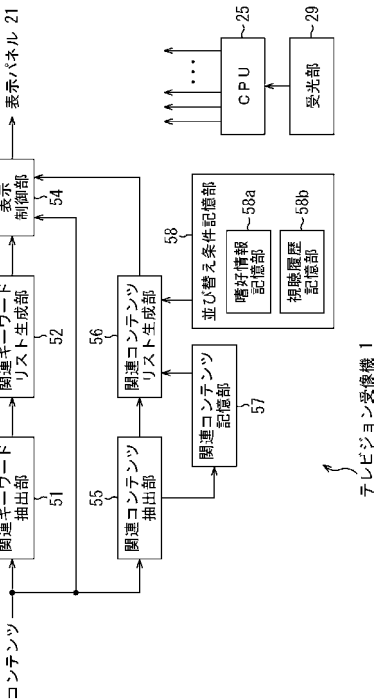 コンテンツ
関連キーワード
抽出部
51
関連キーワード
リスト生成部
52
表示
制御部
54
表示パネル 21
関連コンテンツ
抽出部
55
関連コンテンツ
リスト生成部
56
関連コンテンツ
記憶部
57
並び替え条件記憶部
58
嗜好情報
記憶部
58a
視聴履歴
記憶部
58b
CPU
25
受光部
29
テレビジョン受像機 1